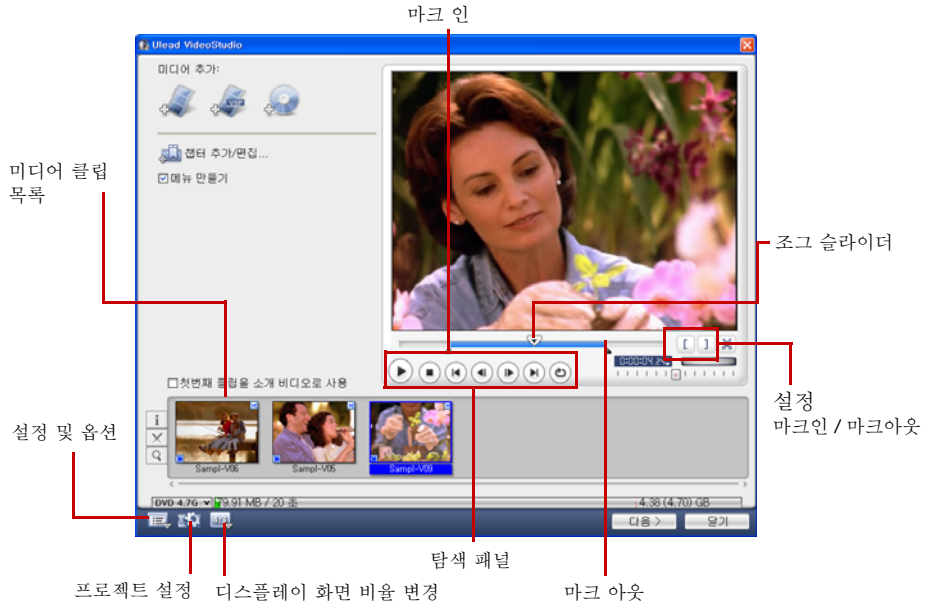 마크 인
Ulead VideoStudio
미디어 추가:
챕터 추가/편집...
메뉴 만들기
미디어 클립
목록
조그 슬라이더
[ ]
첫번째 클립을 소개 비디오로 사용
설정
마크인 / 마크아웃
설정 및 옵션
Sampl-V06
Sampl-V05
Sampl-V09
DVD 4.7G
79.91 MB / 20 초
4.38 (4.70) GB
다음 >
닫기
탐색 패널
프로젝트 설정
디스플레이 화면 비율 변경
마크 아웃